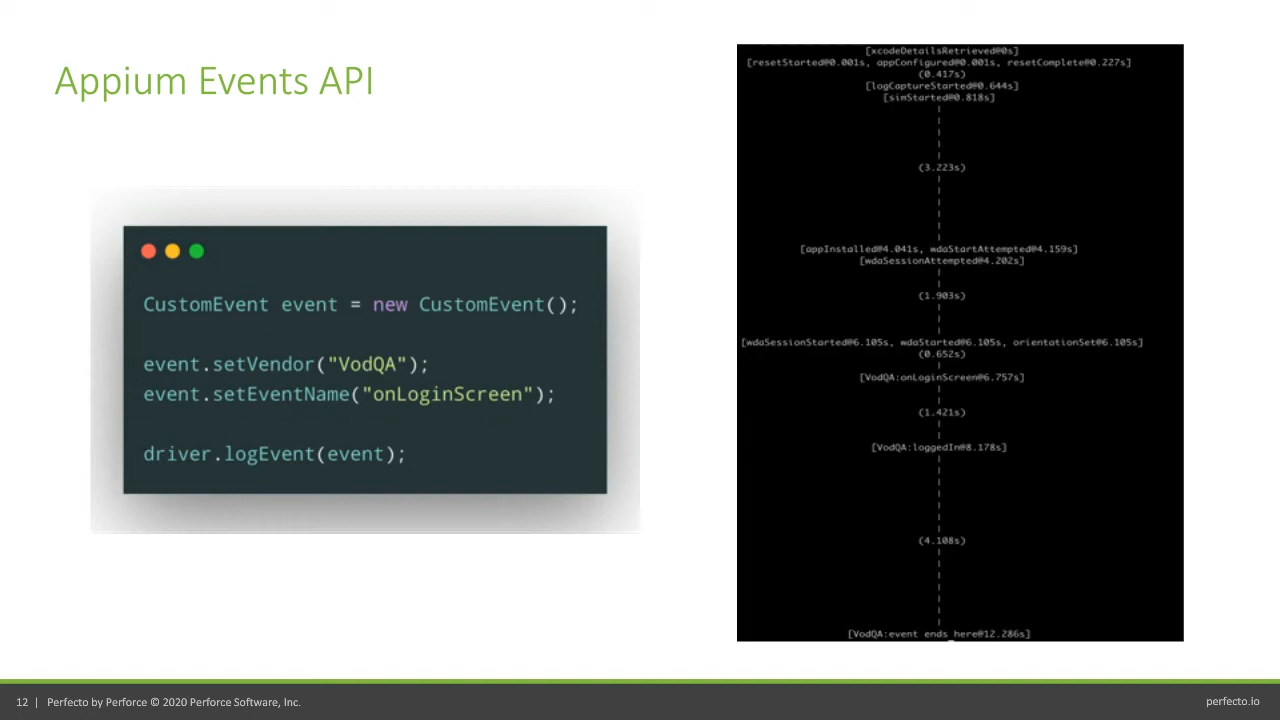 Appium Events API
CustomEvent event = new CustomEvent();
event.setVendor("VodQA");
event.setEventName("onLoginScreen");
driver.logEvent(event);
[xcodeDetailsRetrieved@0s]
[resetStarted@0.001s, appConfigured@0.001s, resetComplete@0.227s]
(0.417s)
[logCaptureStarted@0.644s]
[simStarted@0.818s]
(3.223s)
[appInstalled@4.041s, wdaStartAttempted@4.159s]
[wdaSessionAttempted@4.202s]
(1.903s)
[wdaSessionStarted@6.105s, wdaStarted@6.105s, orientationSet@6.105s]
(0.652s)
[VodQA:onLoginScreen@6.757s]
(1.421s)
[VodQA:loggedIn@8.178s]
(4.108s)
[VodQA:event ends here@12.286s]
12 | Perfecto by Perforce © 2020 Perforce Software, Inc.
perfecto.io